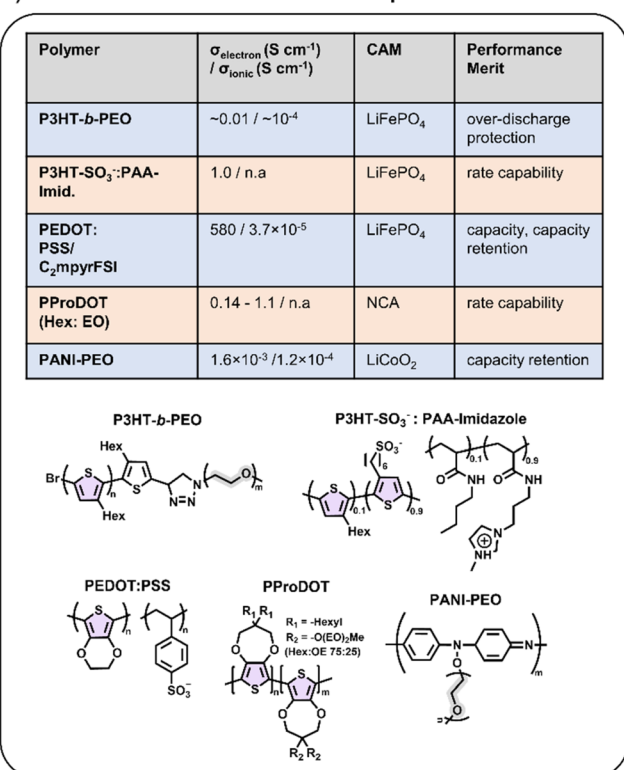 Polymer
σelectron (S cm⁻¹)
/ σionic (S cm⁻¹)
CAM
Performance
Merit
P3HT-b-PEO
~0.01 / ~10⁻⁴
LiFePO₄
over-discharge
protection
P3HT-SO₃⁻:PAA-
Imid.
1.0 / n.a
LiFePO₄
rate capability
PEDOT:
PSS/
C₂mpyrFSI
580 / 3.7×10⁻⁵
LiFePO₄
capacity, capacity
retention
PProDOT
(Hex: EO)
0.14 - 1.1 / n.a
NCA
rate capability
PANI-PEO
1.6×10⁻³ /1.2×10⁻⁴
LiCoO₂
capacity retention
P3HT-b-PEO
Hex
Br
S
n
S
Hex
N
N=N
O
m
P3HT-SO₃⁻ : PAA-Imidazole
SO₃⁻
6
S
0.1
S
0.9
Hex
0.1
0.9
O
NH
O
NH
N
NH
PEDOT:PSS
S
n
O
O
n
SO₃⁻
PProDOT
R₁ R₁
O
O
S
n
S
m
O
O
R₂ R₂
R₁ = -Hexyl
R₂ = -O(EO)₂Me
(Hex:OE 75:25)
PANI-PEO
N
N
m
O
O
n